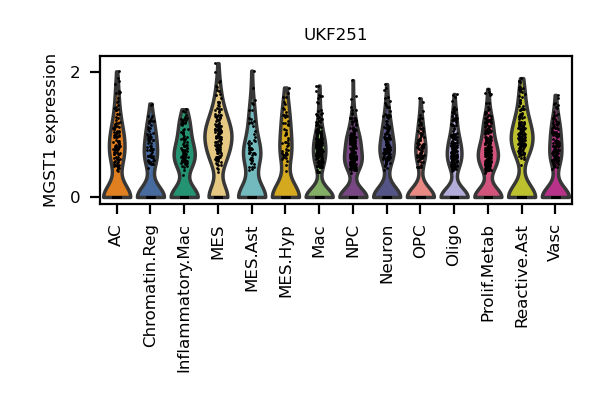 UKF251
MGST1 expression
2
0
AC
Chromatin.Reg
Inflammatory.Mac
MES
MES.Ast
MES.Hyp
Mac
NPC
Neuron
OPC
Oligo
Prolif.Metab
Reactive.Ast
Vasc